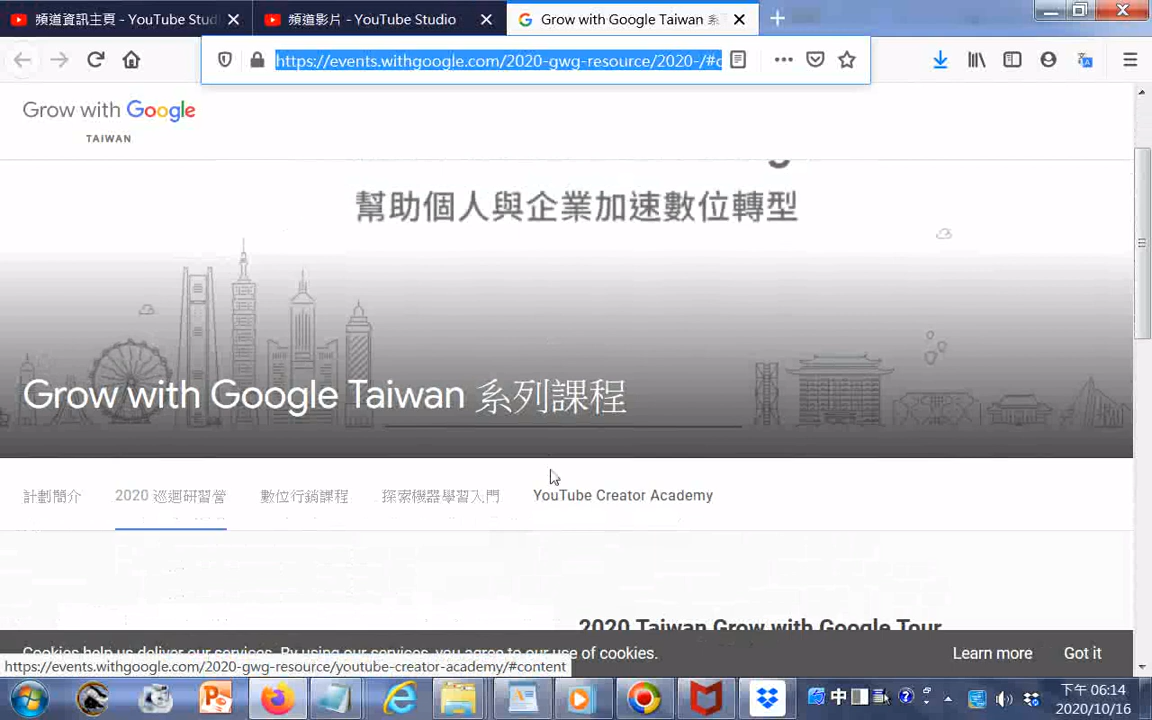 頻道資訊主頁 - YouTube Stud
頻道影片 - YouTube Studio
Grow with Google Taiwan 系
https://events.withgoogle.com/2020-gwg-resource/2020-/#c
Grow with Google
TAIWAN
幫助個人與企業加速數位轉型
Grow with Google Taiwan 系列課程
計劃簡介
2020 巡迴研習營
數位行銷課程
探索機器學習入門
YouTube Creator Academy
2020 Taiwan Grow with Google Tour
Cookies help us deliver our services. By using our services, you agree to our use of cookies.
Learn more
Got it
https://events.withgoogle.com/2020-gwg-resource/youtube-creator-academy/#content
中
下午 06:14
2020/10/16